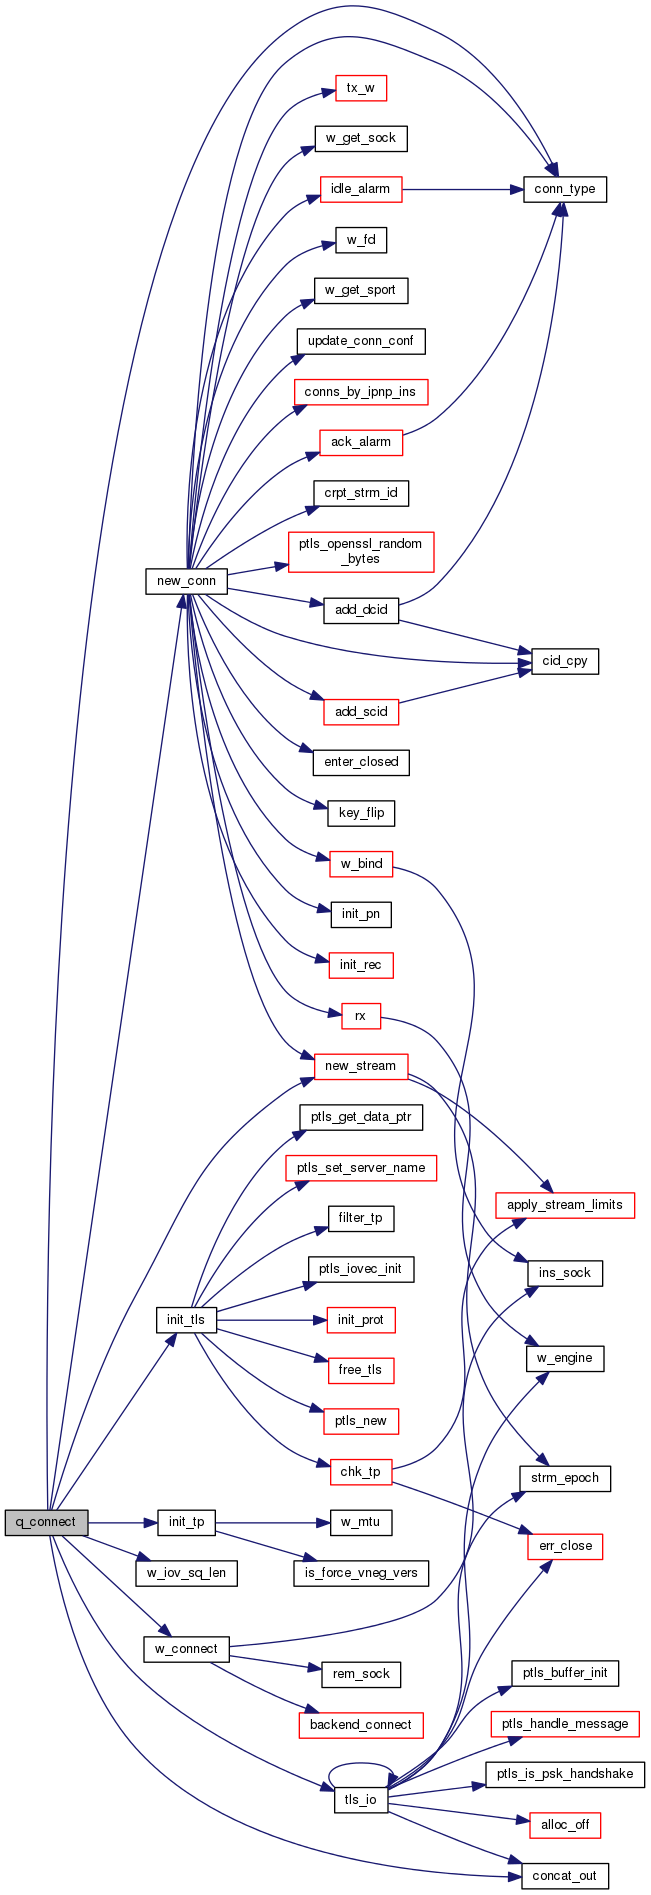 tx_w
w_get_sock
idle_alarm
conn_type
w_fd
w_get_sport
update_conn_conf
conns_by_ipnp_ins
ack_alarm
crpt_strm_id
ptls_openssl_random
_bytes
new_conn
add_dcid
cid_cpy
add_scid
enter_closed
key_flip
w_bind
init_pn
init_rec
rx
new_stream
ptls_get_data_ptr
ptls_set_server_name
apply_stream_limits
filter_tp
ptls_iovec_init
ins_sock
init_tls
init_prot
w_engine
free_tls
ptls_new
chk_tp
strm_epoch
q_connect
init_tp
w_mtu
err_close
w_iov_sq_len
is_force_vneg_vers
w_connect
rem_sock
ptls_buffer_init
backend_connect
ptls_handle_message
ptls_is_psk_handshake
tls_io
alloc_off
concat_out